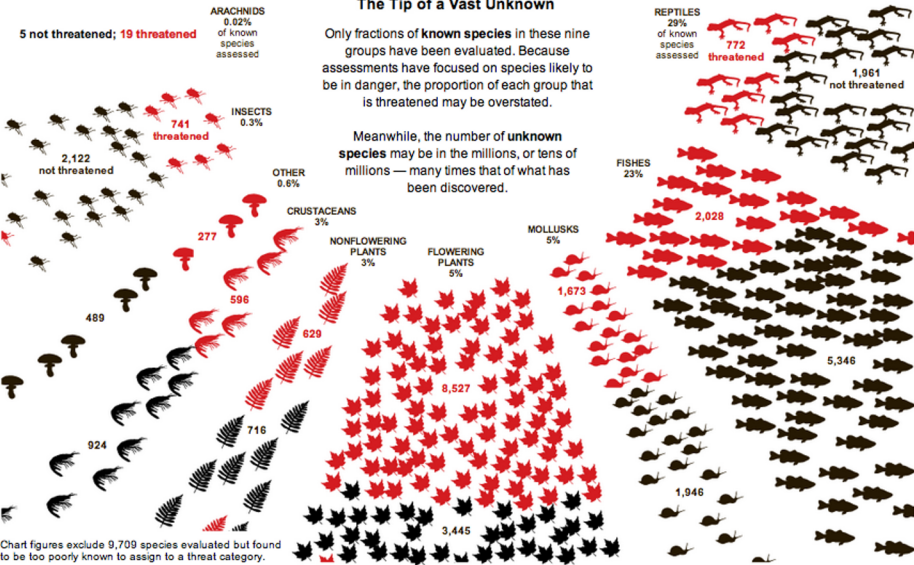 The Tip of a Vast Unknown
Only fractions of known species in these nine
groups have been evaluated. Because
assessments have focused on species likely to
be in danger, the proportion of each group that
is threatened may be overstated.
Meanwhile, the number of unknown
species may be in the millions, or tens of
millions — many times that of what has
been discovered.
5 not threatened; 19 threatened
ARACHNIDS
0.02%
of known
species
assessed
INSECTS
0.3%
741
threatened
2,122
not threatened
OTHER
0.6%
277
489
CRUSTACEANS
3%
596
924
NONFLOWERING
PLANTS
3%
629
716
FLOWERING
PLANTS
5%
8,527
3,445
MOLLUSKS
5%
1,673
1,946
FISHES
23%
2,028
5,346
REPTILES
29%
of known
species
assessed
772
threatened
1,961
not threatened
Chart figures exclude 9,709 species evaluated but found
to be too poorly known to assign to a threat category.